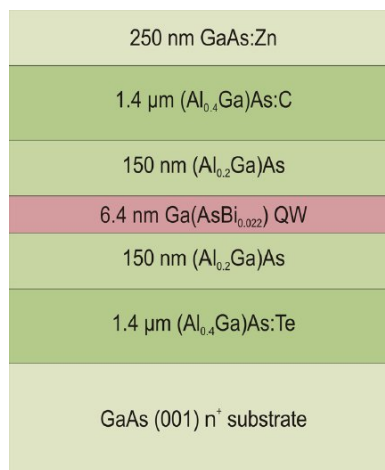 250 nm GaAs:Zn
1.4 μm (Al₀.₄Ga)As:C
150 nm (Al₀.₂Ga)As
6.4 nm Ga(AsBi₀.₀₂₂) QW
150 nm (Al₀.₂Ga)As
1.4 μm (Al₀.₄Ga)As:Te
GaAs (001) n⁺ substrate